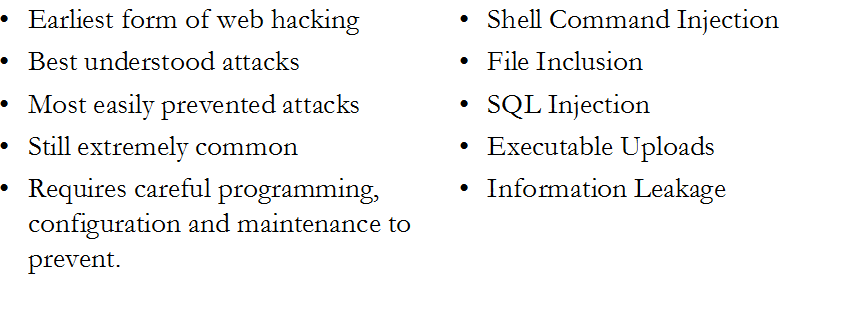 • Earliest form of web hacking
• Best understood attacks
• Most easily prevented attacks
• Still extremely common
• Requires careful programming,
configuration and maintenance to
prevent.
• Shell Command Injection
• File Inclusion
• SQL Injection
• Executable Uploads
• Information Leakage